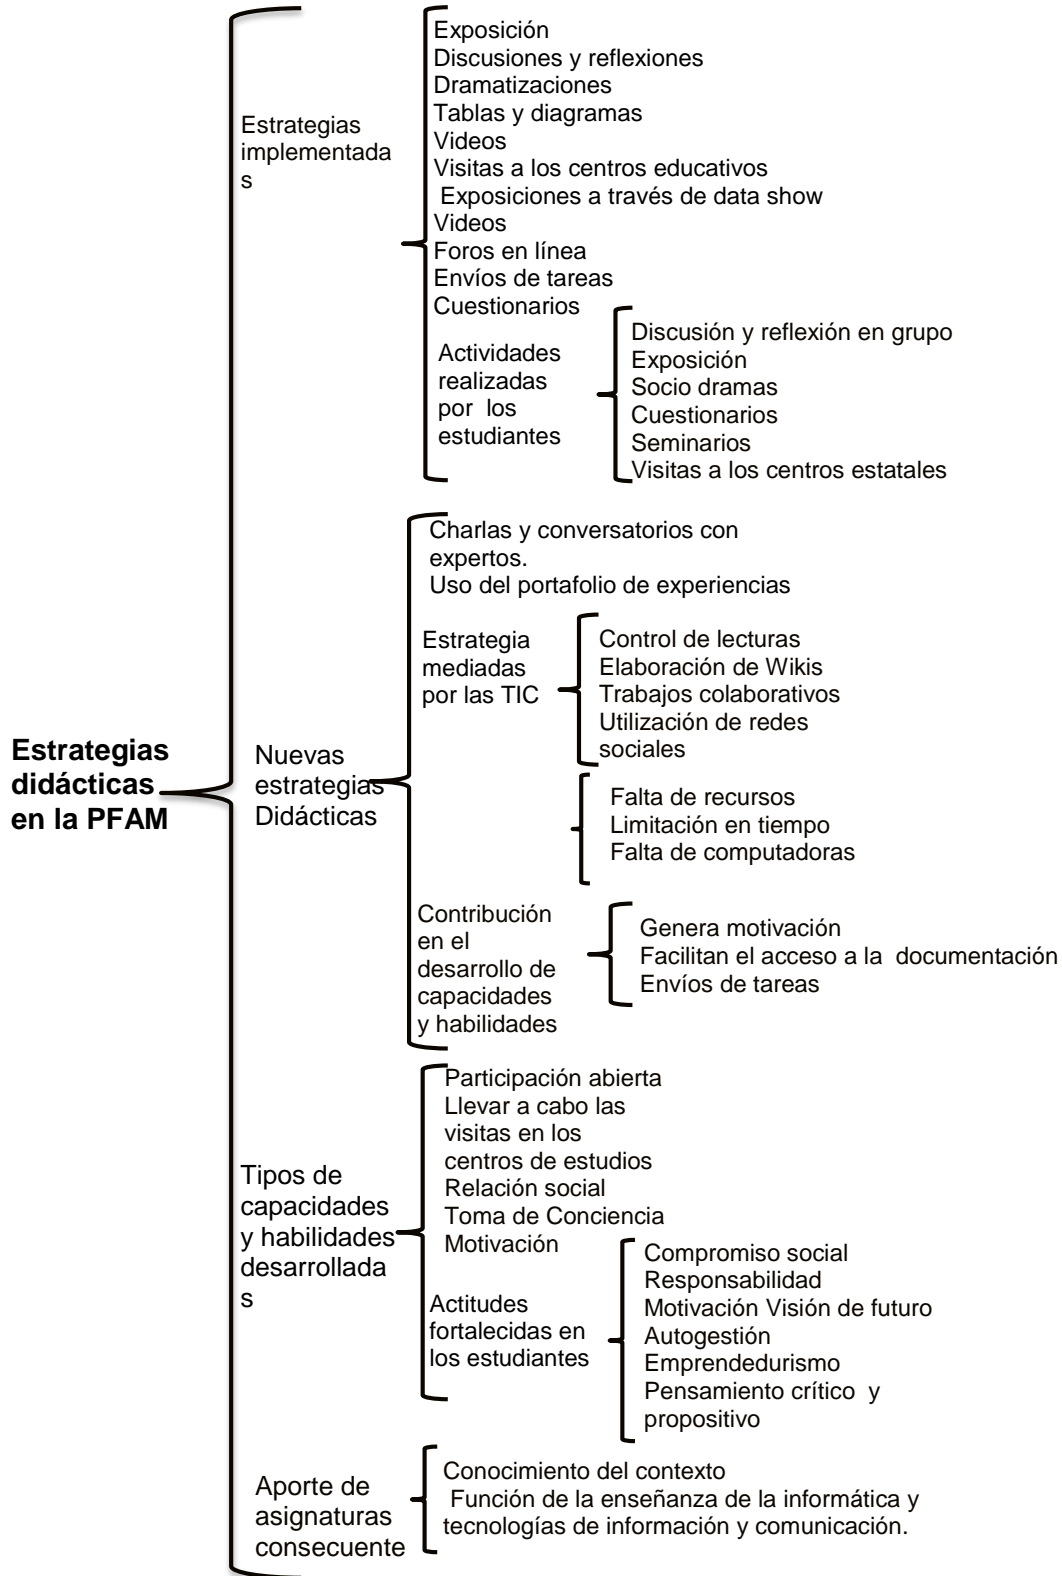 Estrategias
didácticas
en la PFAM
Estrategias
implementada
s
Exposición
Discusiones y reflexiones
Dramatizaciones
Tablas y diagramas
Videos
Visitas a los centros educativos
Exposiciones a través de data show
Videos
Foros en línea
Envíos de tareas
Cuestionarios
Actividades
realizadas
por los
estudiantes
Discusión y reflexión en grupo
Exposición
Socio dramas
Cuestionarios
Seminarios
Visitas a los centros estatales
Nuevas
estrategias
Didácticas
Charlas y conversatorios con
expertos.
Uso del portafolio de experiencias
Estrategia
mediadas
por las TIC
Control de lecturas
Elaboración de Wikis
Trabajos colaborativos
Utilización de redes
sociales
Falta de recursos
Limitación en tiempo
Falta de computadoras
Contribución
en el
desarrollo de
capacidades
y habilidades
Genera motivación
Facilitan el acceso a la documentación
Envíos de tareas
Tipos de
capacidades
y habilidades
desarrollada
s
Participación abierta
Llevar a cabo las
visitas en los
centros de estudios
Relación social
Toma de Conciencia
Motivación
Actitudes
fortalecidas en
los estudiantes
Compromiso social
Responsabilidad
Motivación Visión de futuro
Autogestión
Emprendedurismo
Pensamiento crítico y
propositivo
Aporte de
asignaturas
consecuente
Conocimiento del contexto
Función de la enseñanza de la informática y
tecnologías de información y comunicación.